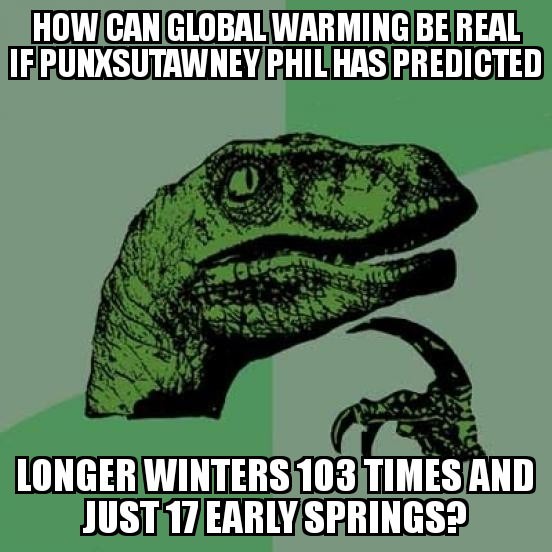 HOW CAN GLOBAL WARMING BE REAL
IF PUNXSUTAWNEY PHIL HAS PREDICTED
LONGER WINTERS 103 TIMES AND
JUST 17 EARLY SPRINGS?